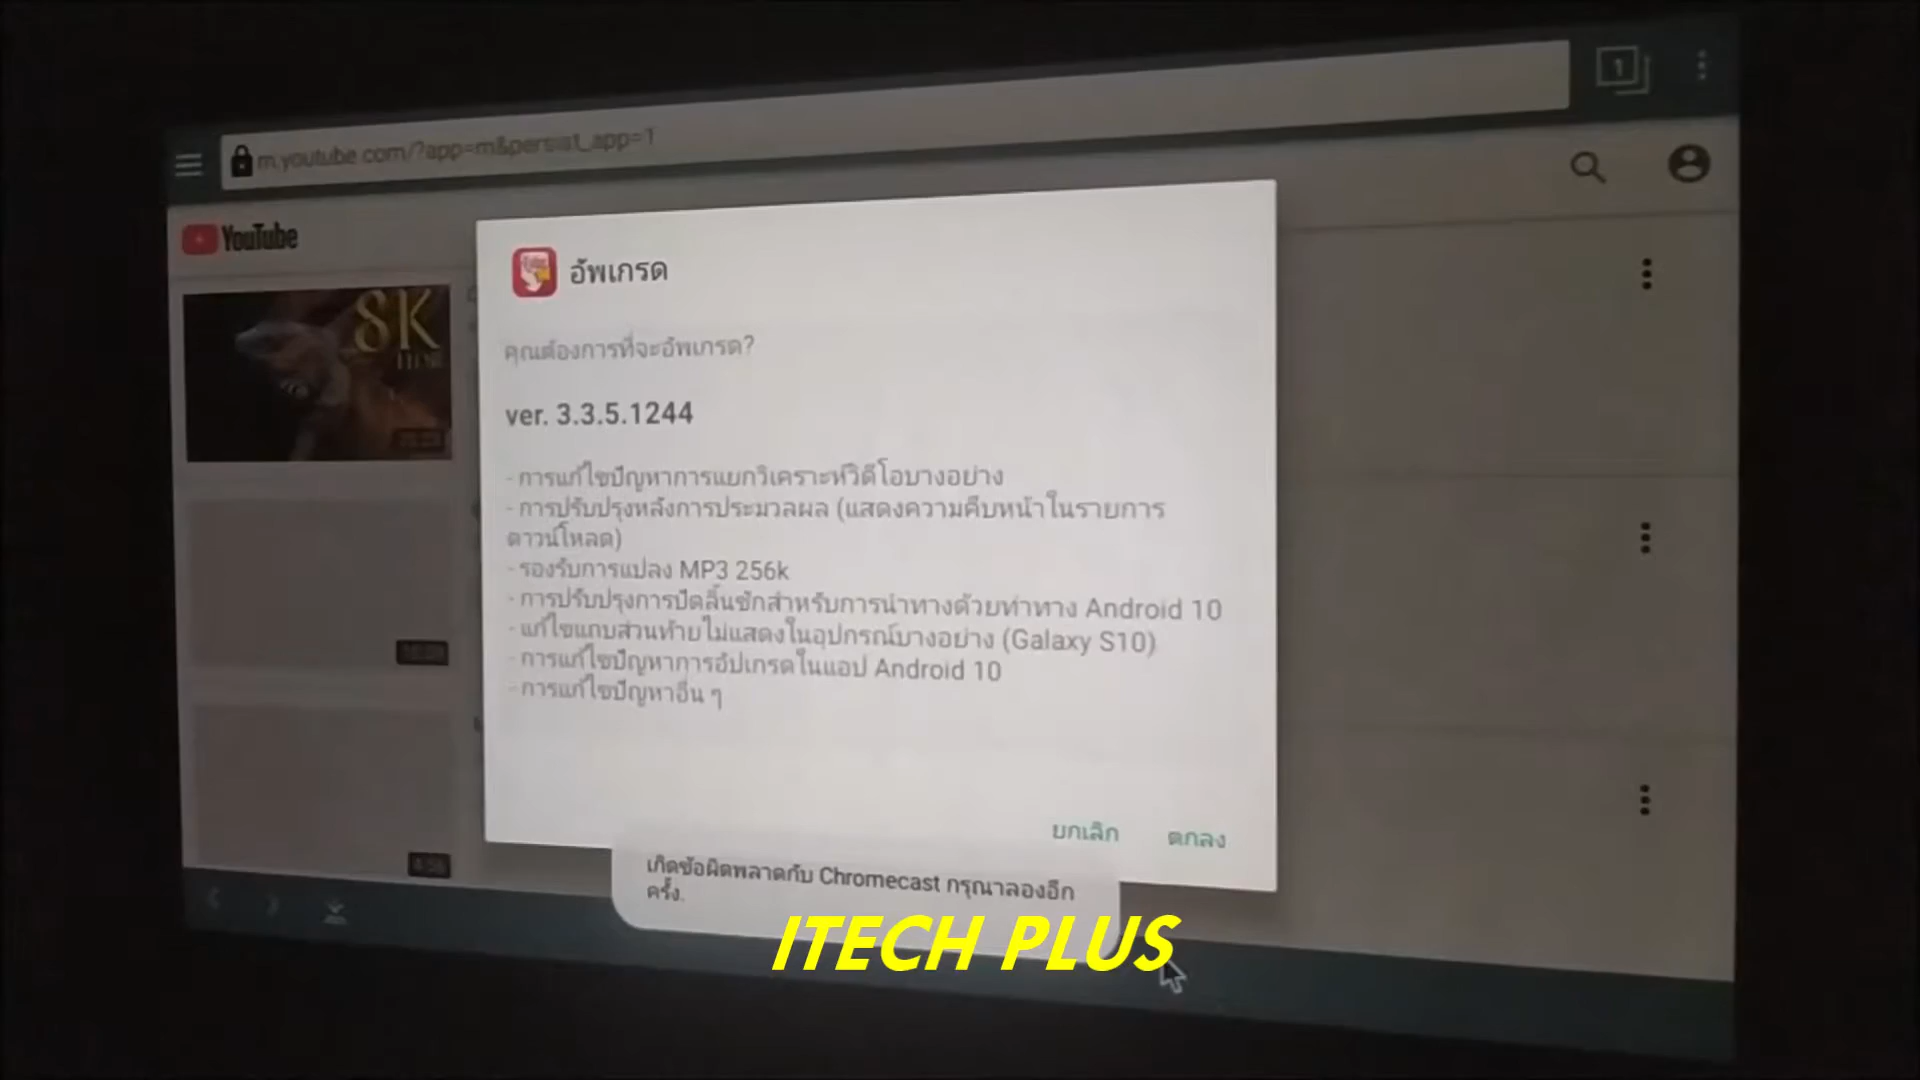 m.youtube.com/?app=m&persist_app=1
1
YouTube
8K
อัพเกรด
คุณต้องการที่จะอัพเกรด?
ver. 3.3.5.1244
- การแก้ไขปัญหาการแยกวิเคราะห์วิดีโอบางอย่าง
- การปรับปรุงหลังการประมวลผล (แสดงความคืบหน้าในรายการ
ดาวน์โหลด)
- รองรับการแปลง MP3 256k
- การปรับปรุงการปัดลิ้นชักสำหรับการนำทางด้วยท่าทาง Android 10
- แก้ไขแถบส่วนท้ายไม่แสดงในอุปกรณ์บางอย่าง (Galaxy S10)
- การแก้ไขปัญหาการอัปเกรดในแอป Android 10
- การแก้ไขปัญหาอื่น ๆ
ยกเลิก ตกลง
เกิดข้อผิดพลาดกับ Chromecast กรุณาลองอีก
ครั้ง.
ITECH PLUS